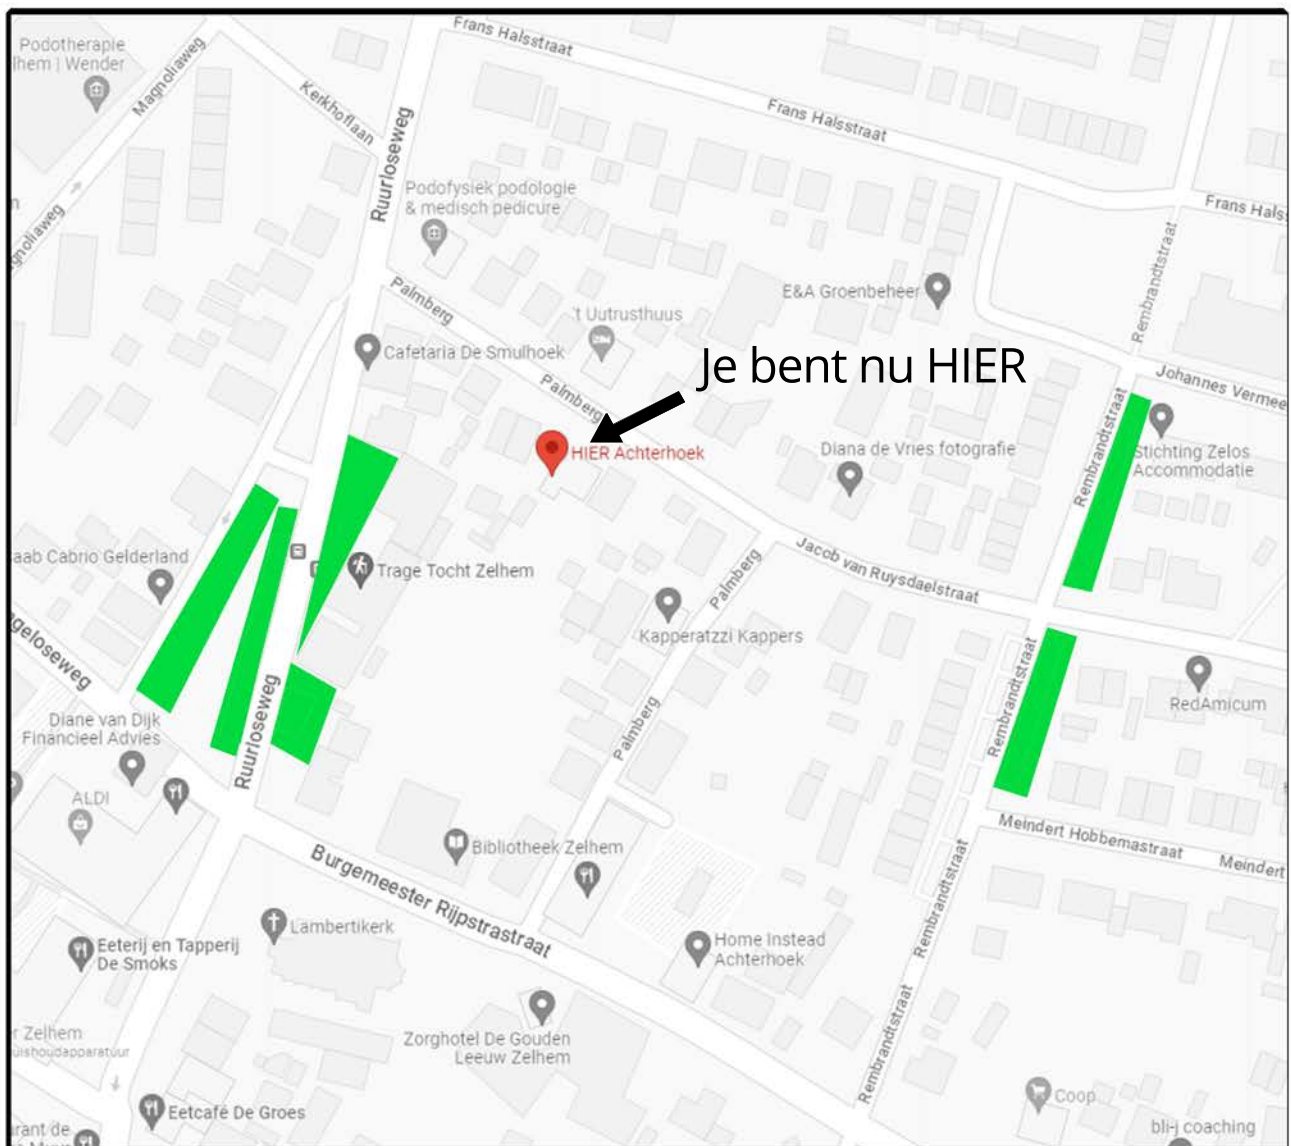 Frans Halsstraat
Podotherapie
lhem | Wender
Magnoliaweg
Kerkhoflaan
Ruurloseweg
Frans Halsstraat
Podofysiek podologie
& medisch pedicure
Frans Hals
gnoliaweg
Palmberg
E&A Groenbeheer
Rembrandtstraat
't Uutrusthuus
Cafetaria De Smulhoek
Je bent nu HIER
Palmberg
Johannes Vermee
HIER Achterhoek
Diana de Vries fotografie
Rembrandtstraat
Stichting Zelos
Accommodatie
aab Cabrio Gelderland
Trage Tocht Zelhem
Palmberg
Jacob van Ruysdaelstraat
Kapperatzzi Kappers
geloseweg
Ruurloseweg
Palmberg
Rembrandtstraat
RedAmicum
Diane van Dijk
Financieel Advies
ALDI
Bibliotheek Zelhem
Meindert Hobbemastraat
Meindert
Burgemeester Rijpstrastraat
Rembrandtstraat
Lambertikerk
Eeterij en Tapperij
De Smoks
Home Instead
Achterhoek
Zorghotel De Gouden
Leeuw Zelhem
Rembrandtstraat
r Zelhem
uishoudapparatuur
Eetcafé De Groes
Coop
rant de
bli-j coaching